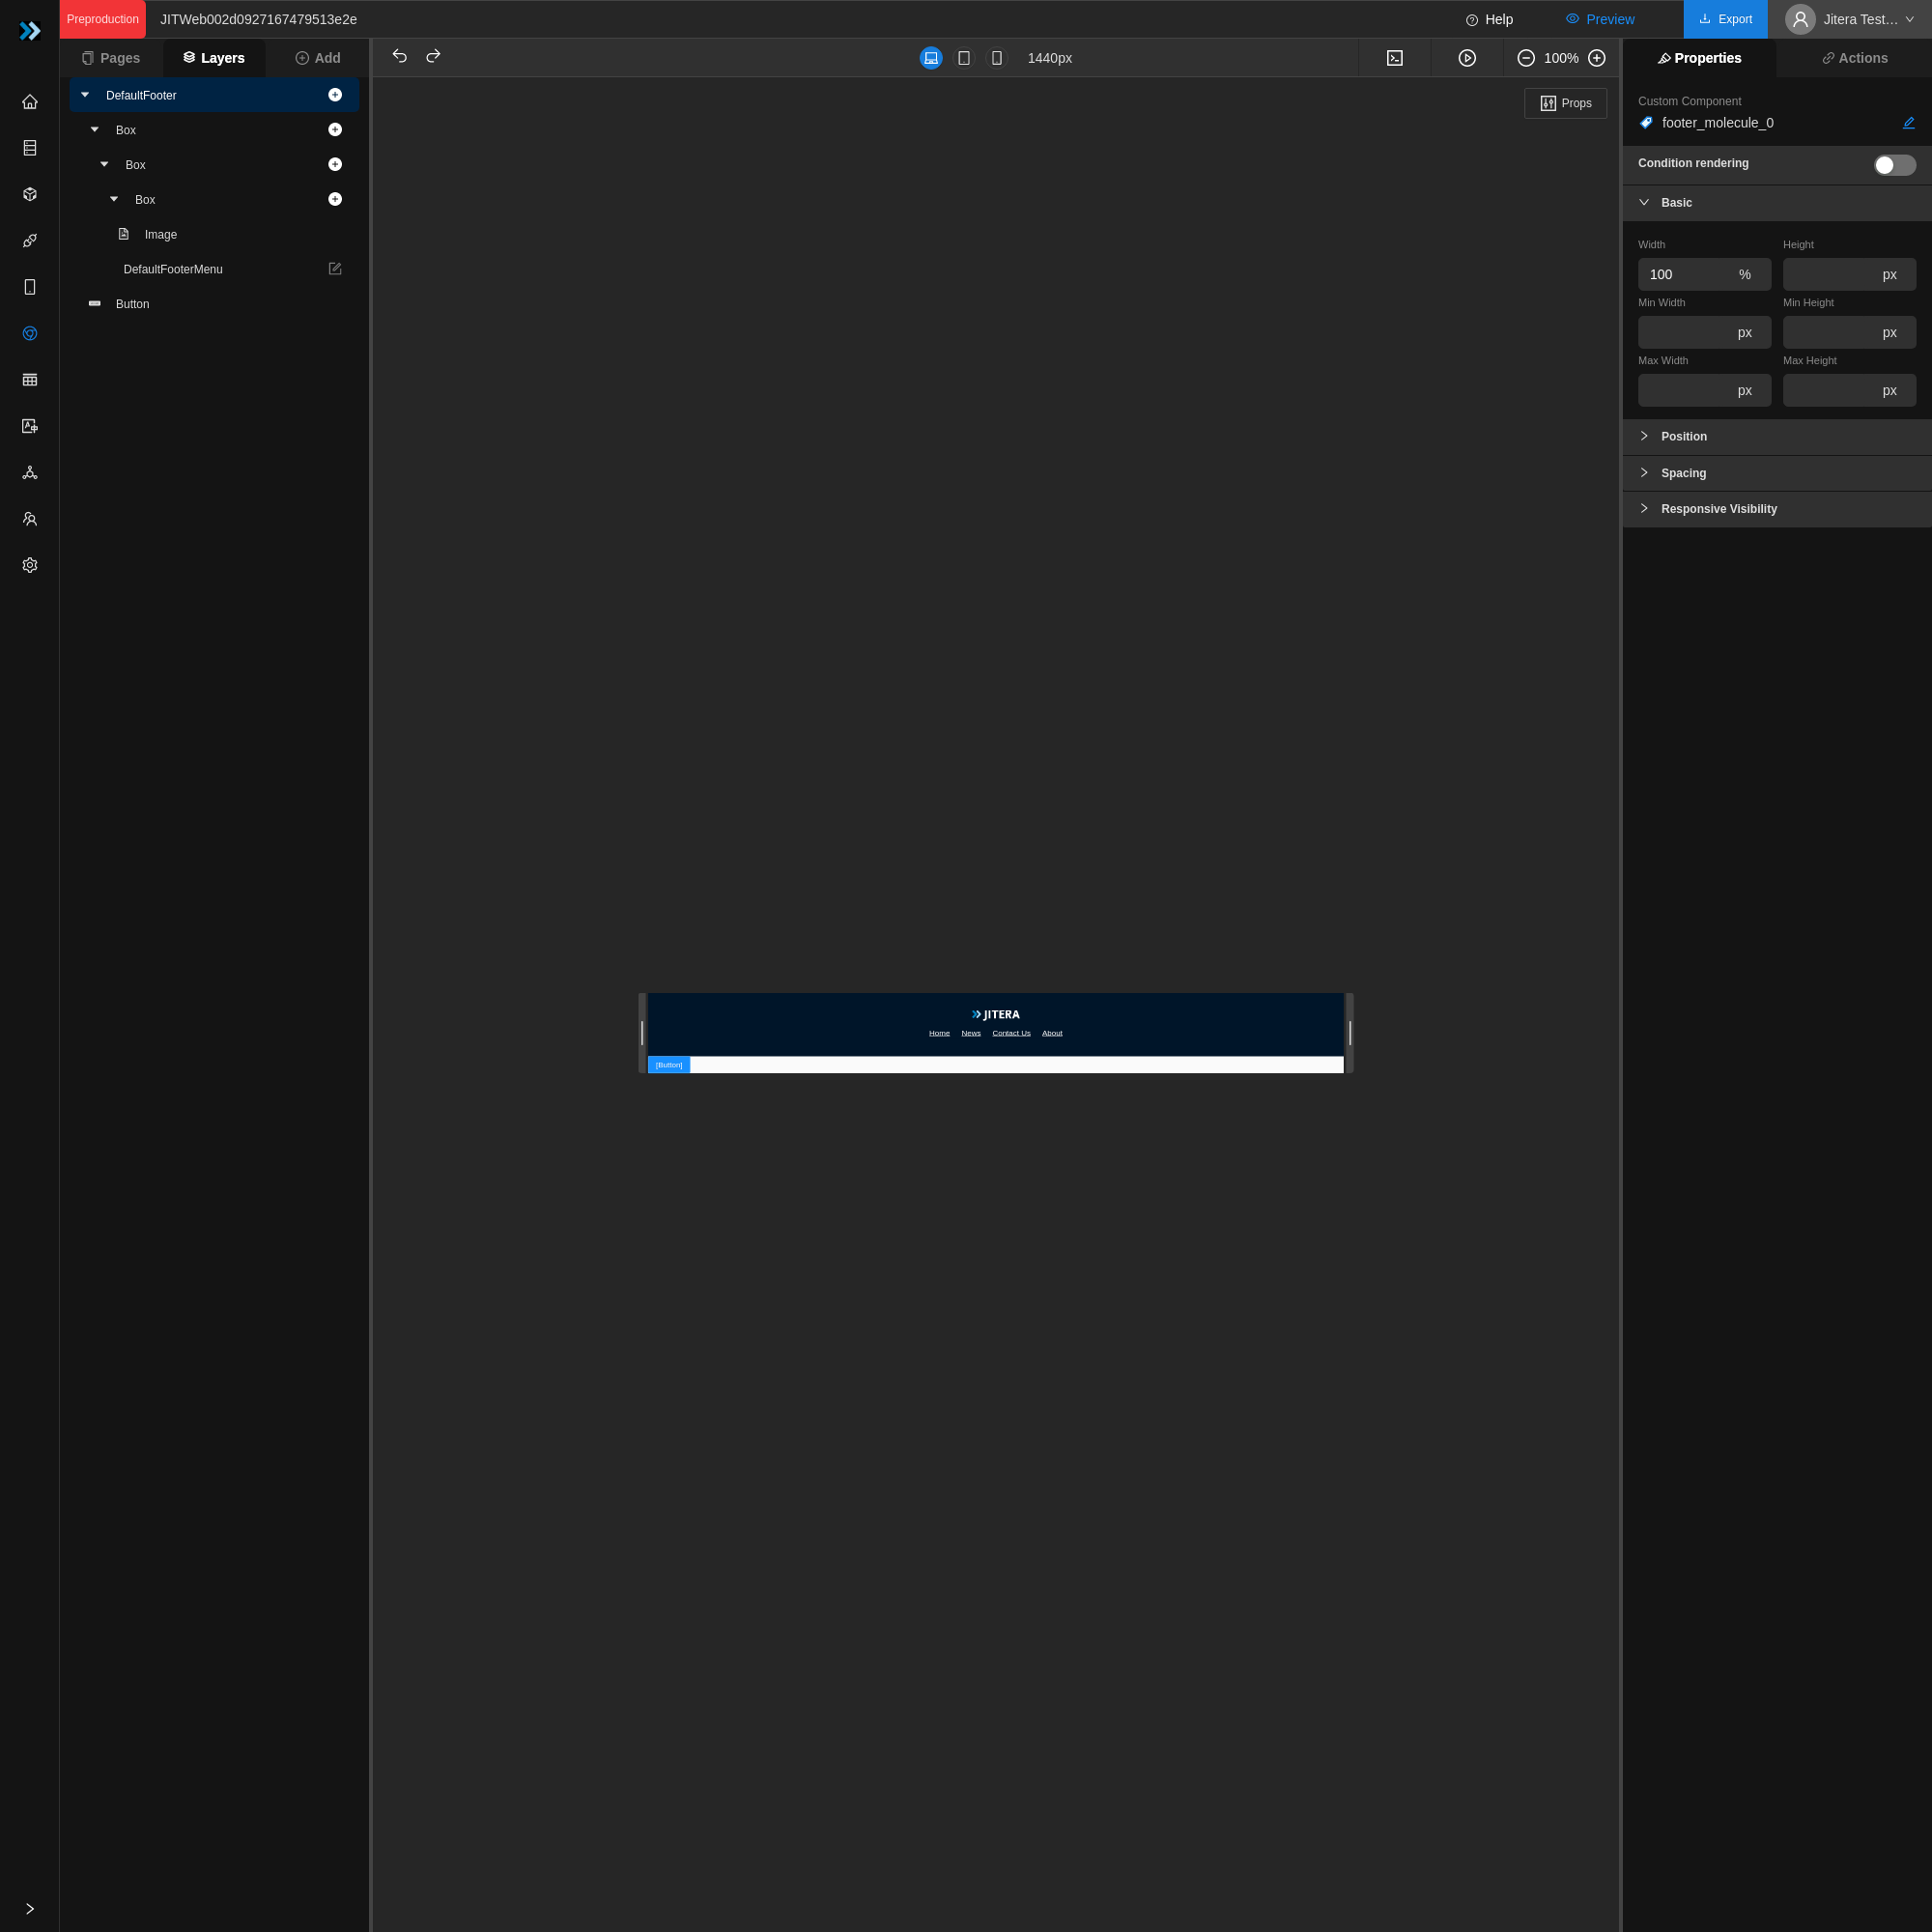 Preproduction
JITWeb002d0927167479513e2e
Help
Preview
Export
Jitera Test…
Pages
Layers
Add
1440px
100%
Properties
Actions
DefaultFooter
Box
Box
Box
Image
DefaultFooterMenu
Button
Props
Custom Component
footer_molecule_0
Condition rendering
Basic
Width
Height
100 %
px
Min Width
Min Height
px
px
Max Width
Max Height
px
px
Position
Spacing
Responsive Visibility
JITERA
Home News Contact Us About
[Button]